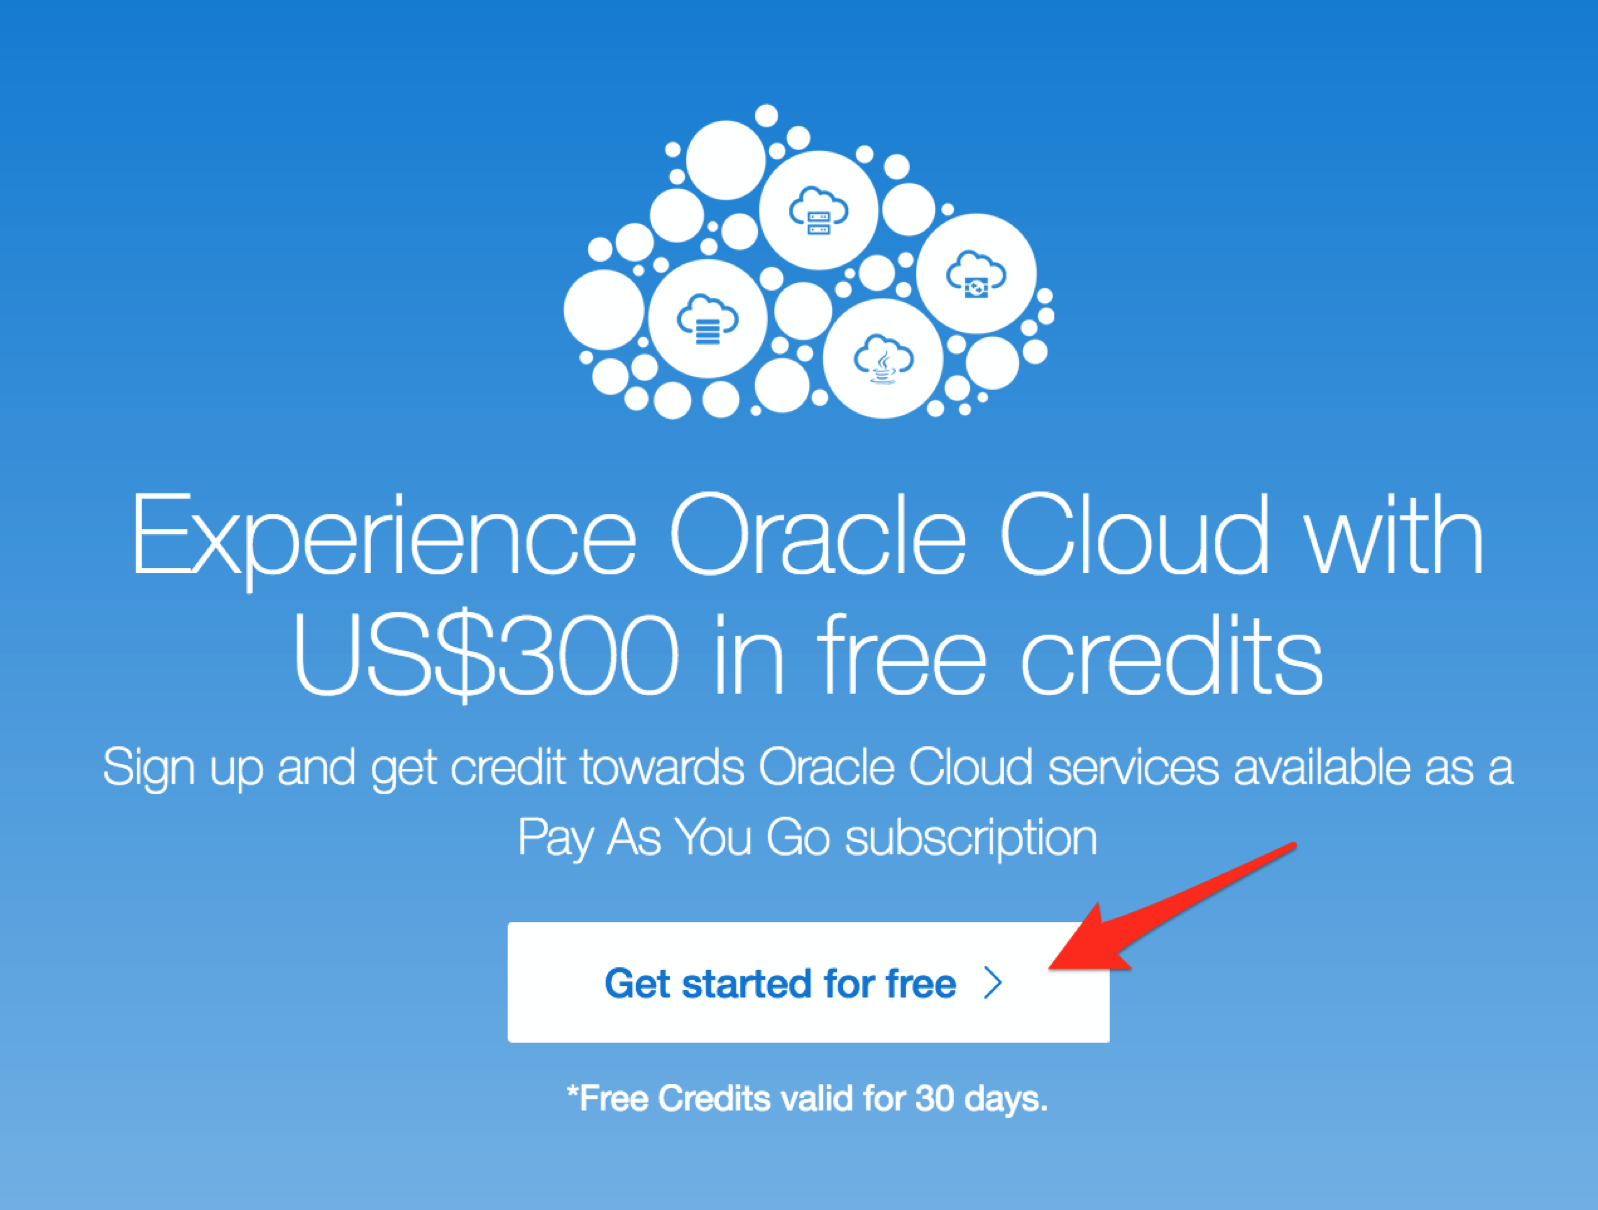 Experience Oracle Cloud with
US$300 in free credits
Sign up and get credit towards Oracle Cloud services available as a
Pay As You Go subscription
Get started for free >
*Free Credits valid for 30 days.